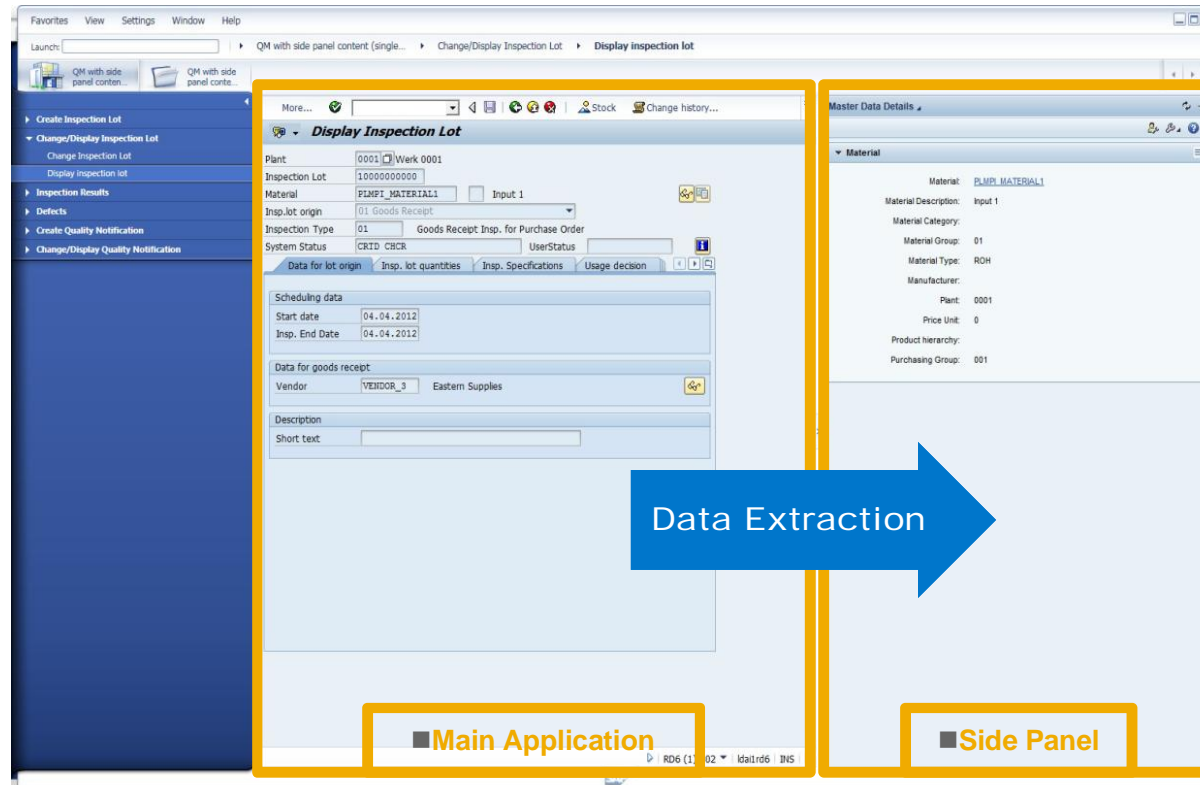 Favorites View Settings Window Help
Launch:
QM with side panel content (single... Change/Display Inspection Lot Display inspection lot
QM with side panel conten...
QM with side panel conte...
Create Inspection Lot
Change/Display Inspection Lot
Change Inspection Lot
Display inspection lot
Inspection Results
Defects
Create Quality Notification
Change/Display Quality Notification
More... Stock Change history...
Display Inspection Lot
Plant 0001 Werk 0001
Inspection Lot 10000000000
Material PLMPI_MATERIAL1 Input 1
Insp.lot origin 01 Goods Receipt
Inspection Type 01 Goods Receipt Insp. for Purchase Order
System Status CRTD CHCR UserStatus
Data for lot origin Insp. lot quantities Insp. Specifications Usage decision
Scheduling data
Start date 04.04.2012
Insp. End Date 04.04.2012
Data for goods receipt
Vendor VENDOR_3 Eastern Supplies
Description
Short text
Master Data Details
Material
Material: PLMPI_MATERIAL1
Material Description: Input 1
Material Category:
Material Group: 01
Material Type: ROH
Manufacturer:
Plant: 0001
Price Unit: 0
Product hierarchy:
Purchasing Group: 001
Data Extraction
Main Application
Side Panel
RD6 (1) 02 ldai1rd6 INS